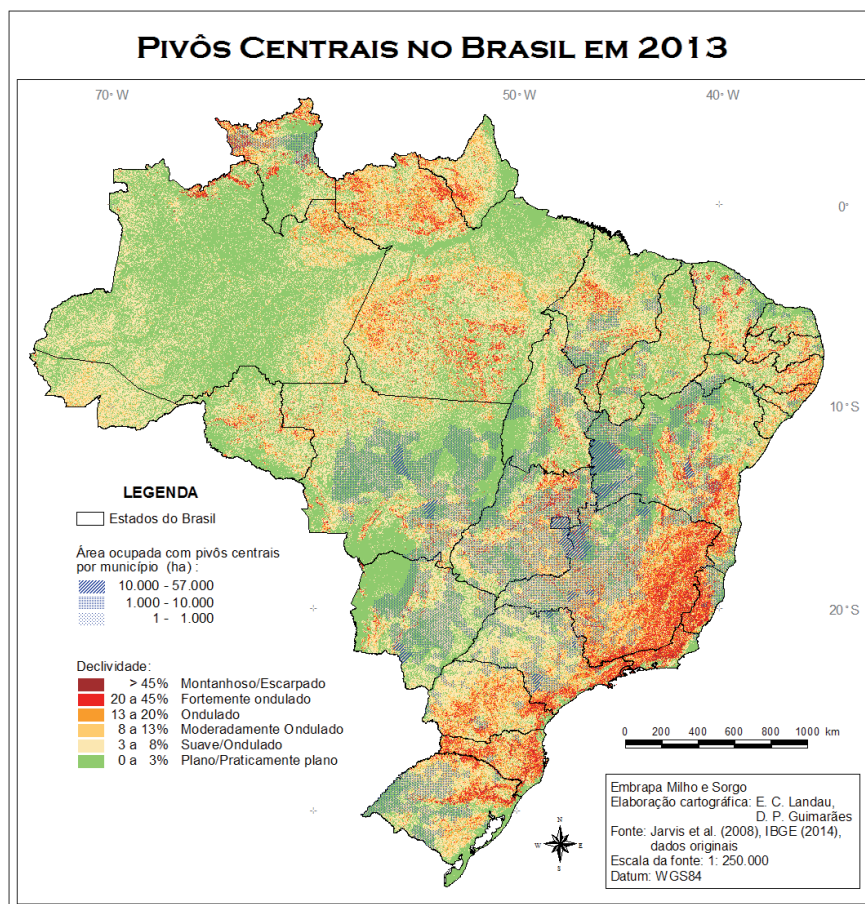 PIVÔS CENTRAIS NO BRASIL EM 2013
70° W
50° W
40° W
0°
10° S
20° S
LEGENDA
Estados do Brasil
Área ocupada com pivôs centrais
por município (ha) :
10.000 - 57.000
1.000 - 10.000
1 - 1.000
Declividade:
> 45% Montanhoso/Escarpado
20 a 45% Fortemente ondulado
13 a 20% Ondulado
8 a 13% Moderadamente Ondulado
3 a 8% Suave/Ondulado
0 a 3% Plano/Praticamente plano
0 200 400 600 800 1000 km
N
W E
S
Embrapa Milho e Sorgo
Elaboração cartográfica: E. C. Landau,
D. P. Guimarães
Fonte: Jarvis et al. (2008), IBGE (2014),
dados originais
Escala da fonte: 1: 250.000
Datum: WGS84